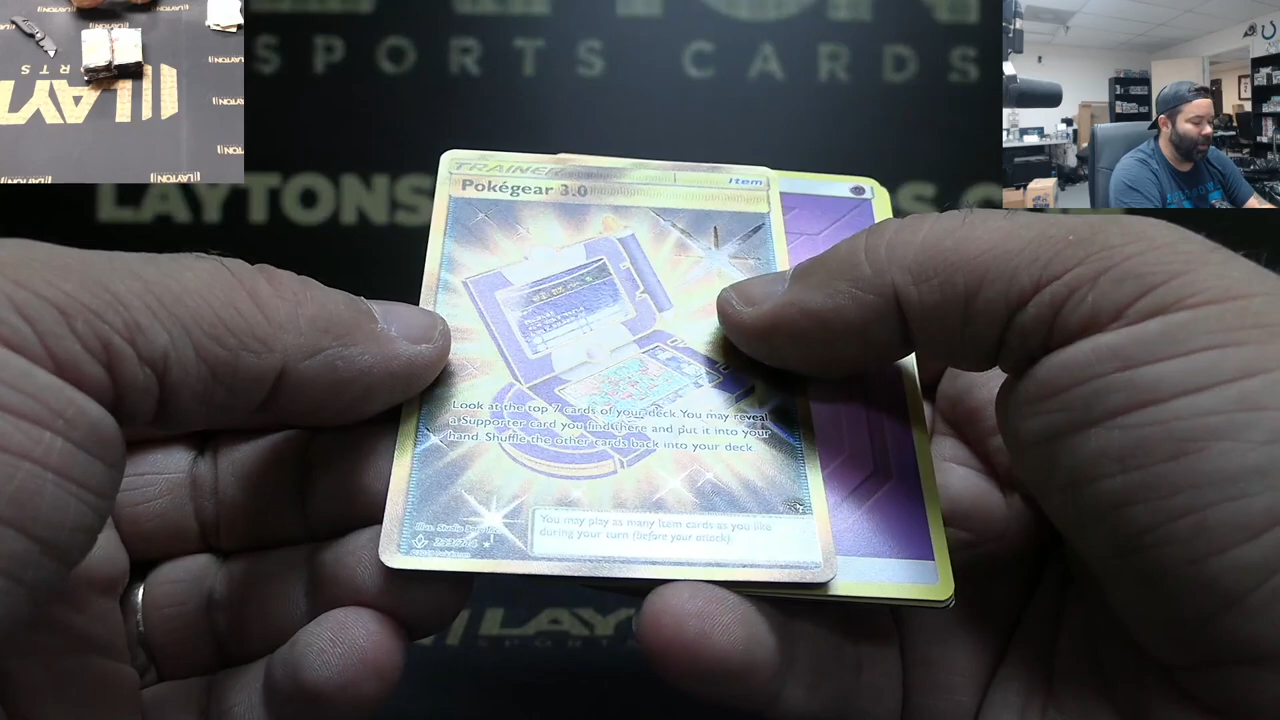 LAYTON
SPORTS CARDS
LAYTONS
TRAINER
Item
Pokégear 3.0
Look at the top 7 cards of your deck. You may reveal
a Supporter card you find there and put it into your
hand. Shuffle the other cards back into your deck.
You may play as many Item cards as you like
during your turn (before your attack).
LAY